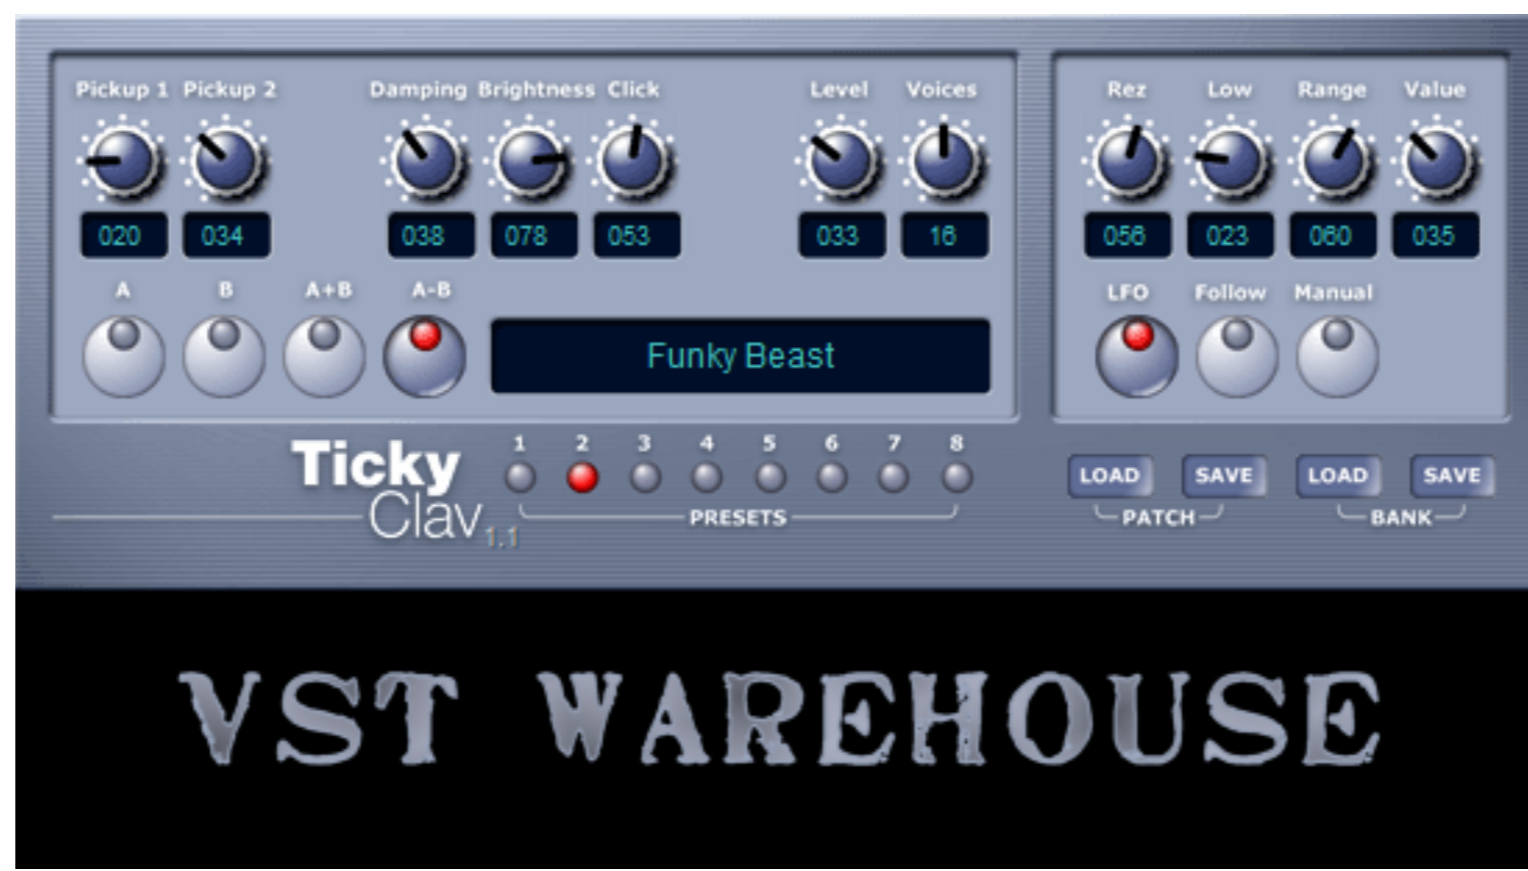 Pickup 1 Pickup 2 Damping Brightness Click Level Voices
020 034 038 078 053 033 16
A B A+B A-B
Funky Beast
Rez Low Range Value
056 023 060 035
LFO Follow Manual
Ticky
Clav 1.1
1 2 3 4 5 6 7 8
PRESETS
LOAD SAVE LOAD SAVE
PATCH BANK
VST WAREHOUSE